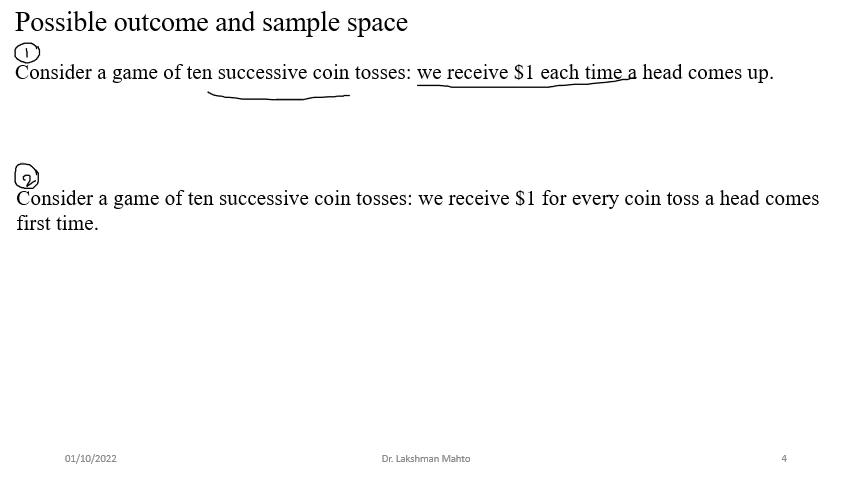 Possible outcome and sample space
1
Consider a game of ten successive coin tosses: we receive $1 each time a head comes up.
2
Consider a game of ten successive coin tosses: we receive $1 for every coin toss a head comes
first time.
01/10/2022 Dr. Lakshman Mahto 4